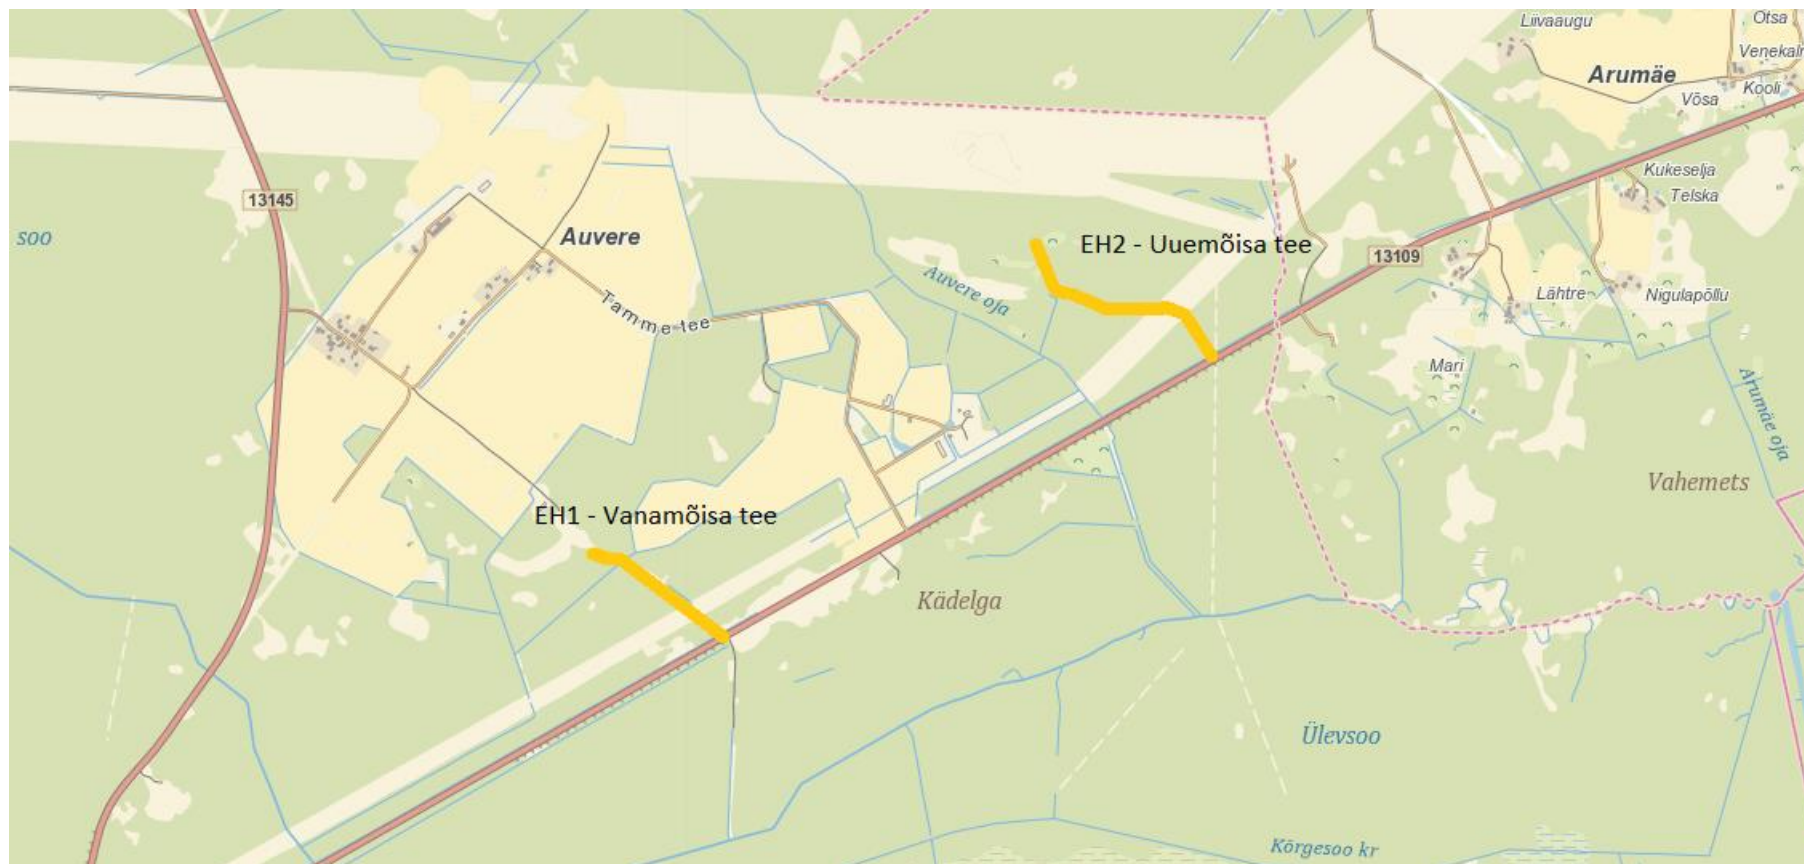 Liivaaugu
Otsa
Venekalr
Arumäe
Kooli
Võsa
Kukeselja
Telska
13145
soo
Auvere
EH2 - Uuemõisa tee
13109
Auvere oja
Lähtre
Nigulapõllu
Tamme tee
Mari
Arumäe oja
Vahemets
EH1 - Vanamõisa tee
Kädelga
Ülevsoo
Kõrgesoo kr